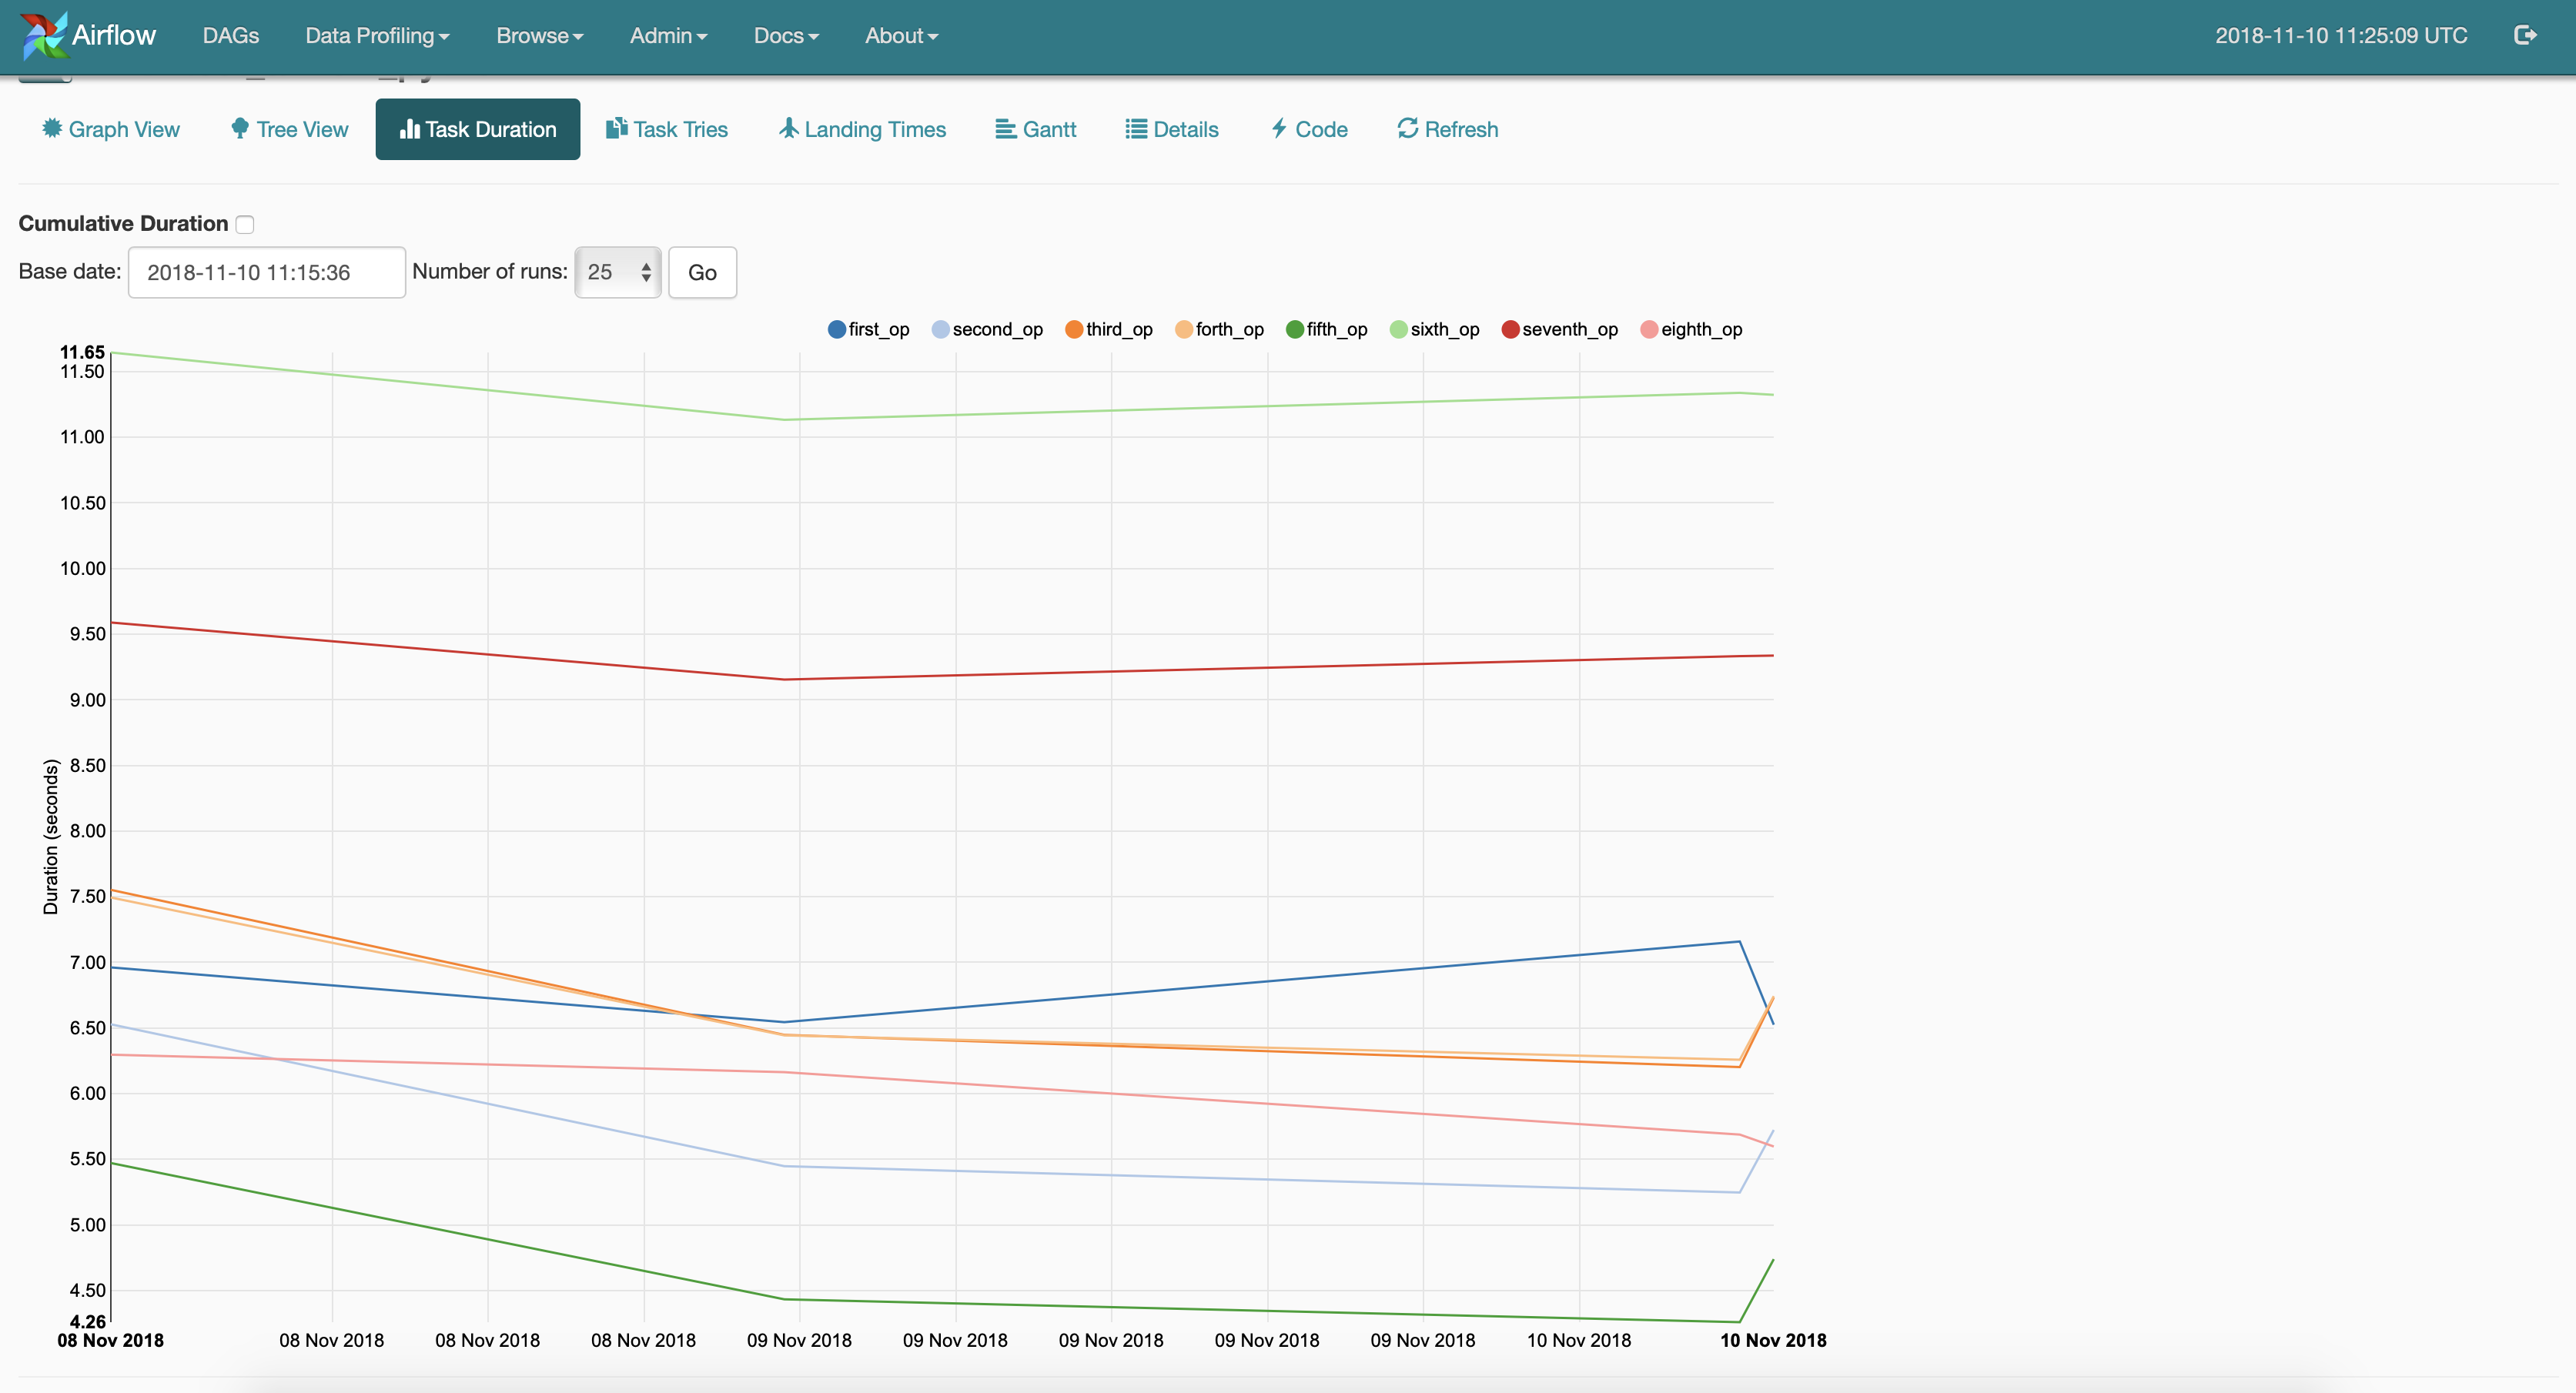 Airflow DAGs Data Profiling Browse Admin Docs About 2018-11-10 11:25:09 UTC
Graph View Tree View Task Duration Task Tries Landing Times Gantt Details Code Refresh
Cumulative Duration
Base date: 2018-11-10 11:15:36 Number of runs: 25 Go
first_op second_op third_op forth_op fifth_op sixth_op seventh_op eighth_op
11.65
11.50
11.00
10.50
10.00
9.50
9.00
8.50
8.00
7.50
7.00
6.50
6.00
5.50
5.00
4.50
4.26
Duration (seconds)
08 Nov 2018 08 Nov 2018 08 Nov 2018 08 Nov 2018 09 Nov 2018 09 Nov 2018 09 Nov 2018 09 Nov 2018 09 Nov 2018 10 Nov 2018 10 Nov 2018